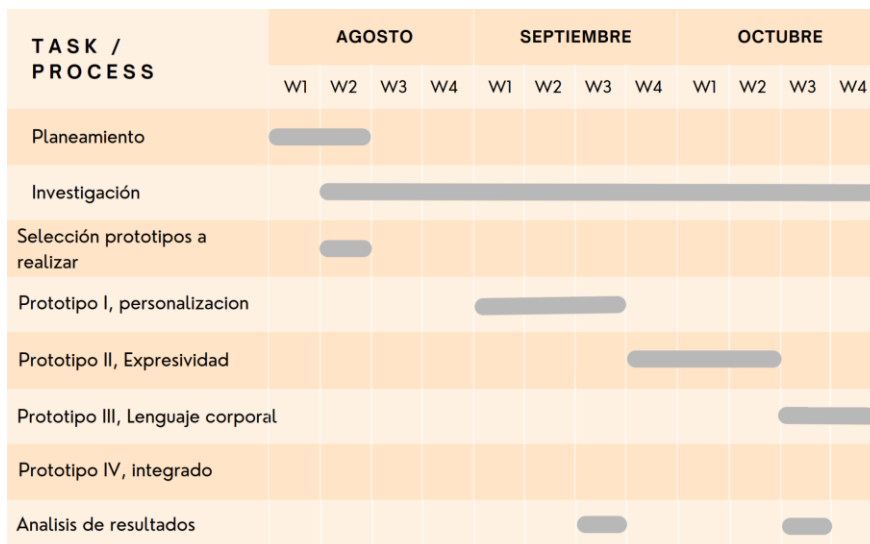 TASK / PROCESS
AGOSTO SEPTIEMBRE OCTUBRE
W1 W2 W3 W4 W1 W2 W3 W4 W1 W2 W3 W4
Planeamiento
Investigación
Selección prototipos a
realizar
Prototipo I, personalizacion
Prototipo II, Expresividad
Prototipo III, Lenguaje corporal
Prototipo IV, integrado
Analisis de resultados